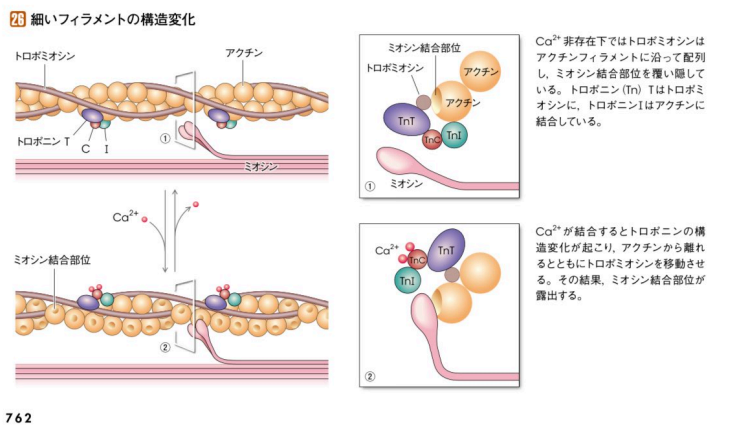 26 細いフィラメントの構造変化
トロポミオシン
アクチン
トロポニン T
C
I
①
ミオシン
Ca2+
ミオシン結合部位
②
ミオシン結合部位
トロポミオシン
アクチン
アクチン
TnT
TnC
TnI
ミオシン
①
Ca2+
TnC
TnT
TnI
②
Ca2+ 非存在下ではトロポミオシンは
アクチンフィラメントに沿って配列
し，ミオシン結合部位を覆い隠して
いる。トロポニン (Tn) Tはトロポミ
オシンに，トロポニンIはアクチンに
結合している。
Ca2+が結合するとトロポニンの構
造変化が起こり，アクチンから離れ
るとともにトロポミオシンを移動させ
る。その結果，ミオシン結合部位が
露出する。
762